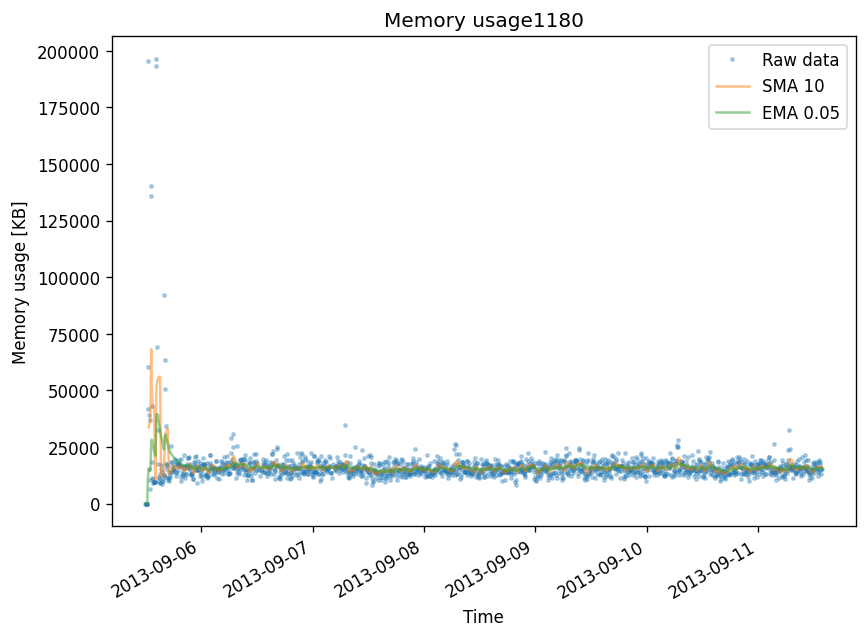 Memory usage1180
Raw data
SMA 10
EMA 0.05
Memory usage [KB]
200000
175000
150000
125000
100000
75000
50000
25000
0
2013-09-06
2013-09-07
2013-09-08
2013-09-09
2013-09-10
2013-09-11
Time